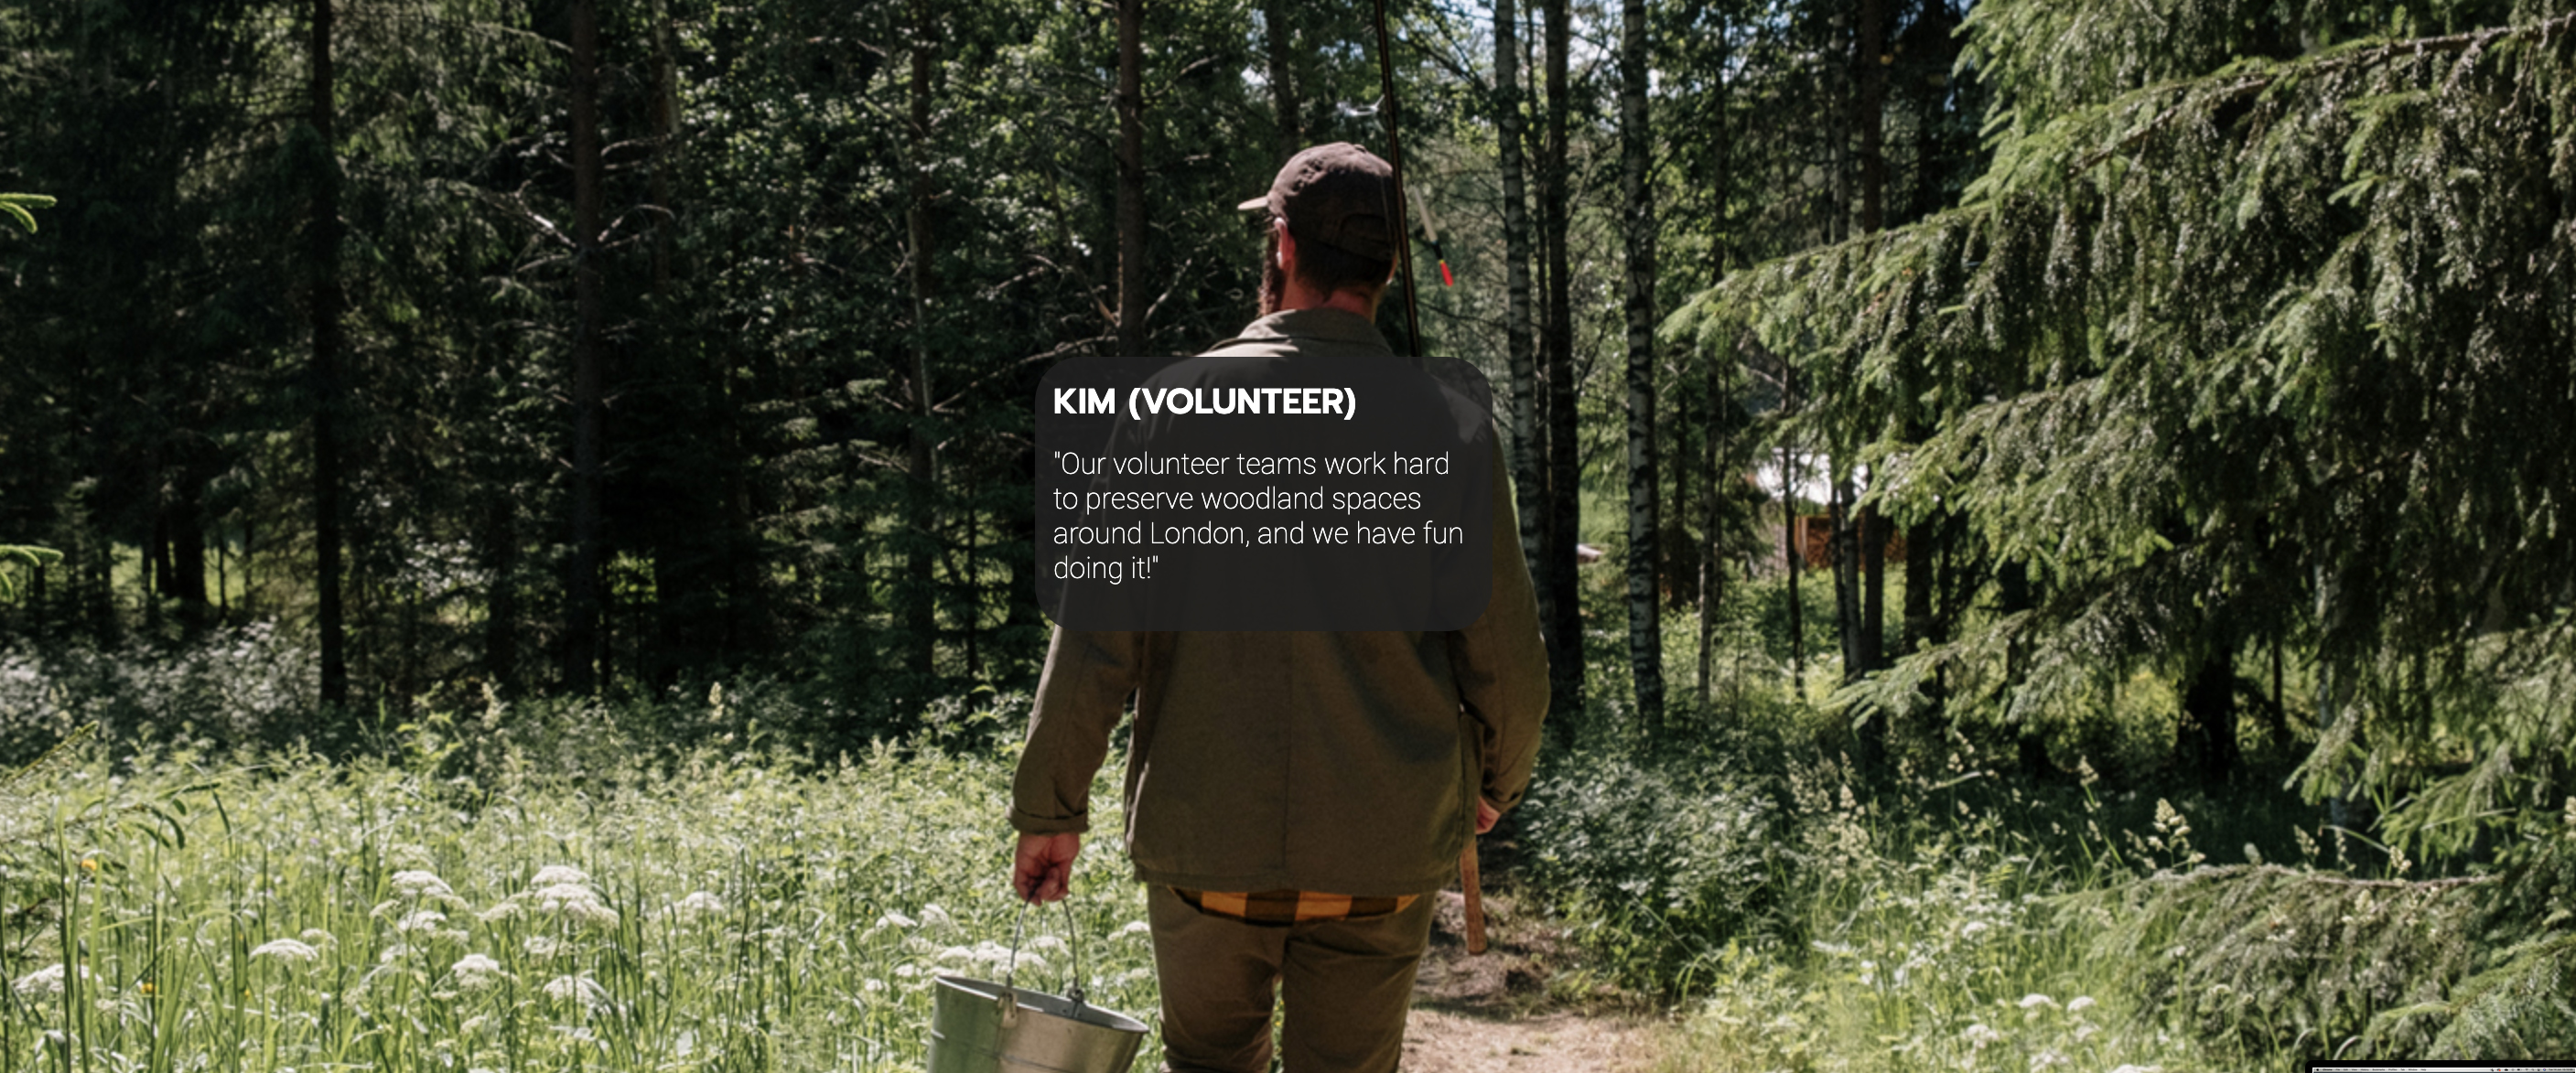 KIM (VOLUNTEER)
"Our volunteer teams work hard
to preserve woodland spaces
around London, and we have fun
doing it!"